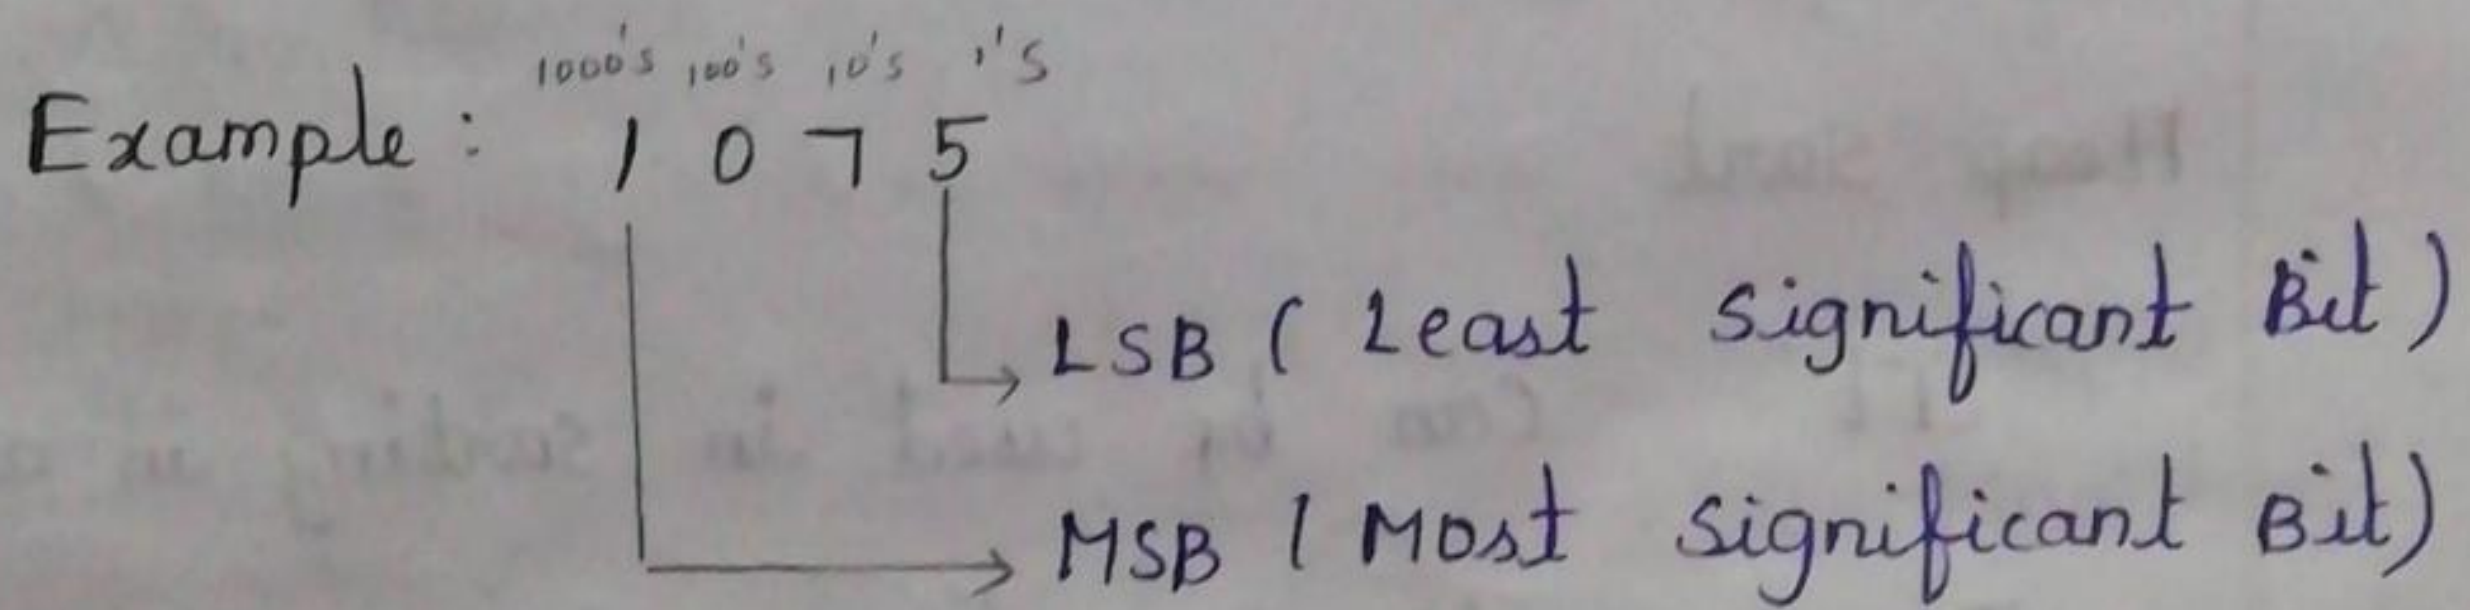 1000's 100's 10's 1's
Example : 1 0 7 5
LSB ( Least significant Bit )
MSB ( Most significant Bit )